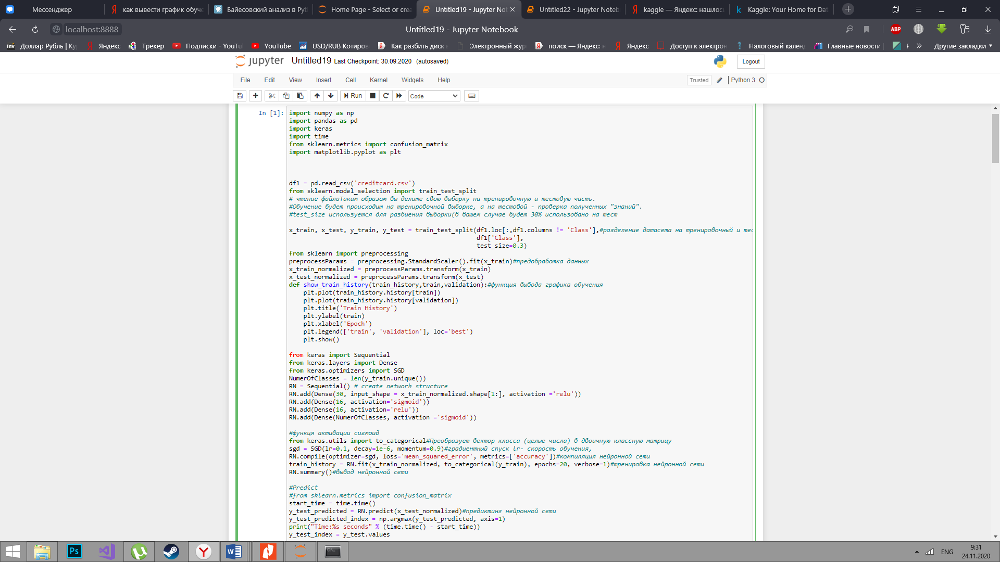 Мессенджер
как вывести график обуче
Байесовский анализ в Pyt
Home Page - Select or crea
Untitled19 - Jupyter Not
Untitled22 - Jupyter Noteb
kaggle — Яндекс: нашлос
Kaggle: Your Home for Dat
localhost:8888
Untitled19 - Jupyter Notebook
ABP
Inv Доллар Рубль | Ку
Яндекс
Трекер
Подписки - YouTu
YouTube
USD/RUB Котиров
Как разбить диск
Электронный жур
поиск — Яндекс: н
Яндекс
Доступ к электрон
Налоговый календ
Главные новости
Другие закладки
jupyter Untitled19 Last Checkpoint: 30.09.2020 (autosaved)
Logout
File Edit View Insert Cell Kernel Widgets Help
Trusted
Python 3
Run
Code
In [1]:
import numpy as np
import pandas as pd
import keras
import time
from sklearn.metrics import confusion_matrix
import matplotlib.pyplot as plt
df1 = pd.read_csv('creditcard.csv')
from sklearn.model_selection import train_test_split
# чтение файлаТаким образом вы делите свою выборку на тренировочную и тестовую часть.
#Обучение будет происходит на тренировочной выборке, а на тестовой - проверка полученных "знаний".
#test_size используется для разбиения выборки(в вашем случае будет 30% использовано на тест
x_train, x_test, y_train, y_test = train_test_split(df1.loc[:,df1.columns != 'Class'],#разделение датасета на тренировочный и тес
df1['Class'],
test_size=0.3)
from sklearn import preprocessing
preprocessParams = preprocessing.StandardScaler().fit(x_train)#предобработка данных
x_train_normalized = preprocessParams.transform(x_train)
x_test_normalized = preprocessParams.transform(x_test)
def show_train_history(train_history,train,validation):#функция вывода графика обучения
plt.plot(train_history.history[train])
plt.plot(train_history.history[validation])
plt.title('Train History')
plt.ylabel(train)
plt.xlabel('Epoch')
plt.legend(['train', 'validation'], loc='best')
plt.show()
from keras import Sequential
from keras.layers import Dense
from keras.optimizers import SGD
NumerOfClasses = len(y_train.unique())
RN = Sequential() # create network structure
RN.add(Dense(30, input_shape = x_train_normalized.shape[1:], activation ='relu'))
RN.add(Dense(16, activation='sigmoid'))
RN.add(Dense(16, activation='relu'))
RN.add(Dense(NumerOfClasses, activation ='sigmoid'))
#функця активации сигмоид
from keras.utils import to_categorical#Преобразует вектор класса (целые числа) в двоичную классную матрицу
sgd = SGD(lr=0.1, decay=1e-6, momentum=0.9)#градиентный спуск lr- скорость обучения,
RN.compile(optimizer=sgd, loss='mean_squared_error', metrics=['accuracy'])#компиляция нейронной сети
train_history = RN.fit(x_train_normalized, to_categorical(y_train), epochs=20, verbose=1)#тренировка нейронной сети
RN.summary()#вывод нейронной сети
#Predict
#from sklearn.metrics import confusion_matrix
start_time = time.time()
y_test_predicted = RN.predict(x_test_normalized)#предиктинг нейронной сети
y_test_predicted_index = np.argmax(y_test_predicted, axis=1)
print("Time:%s seconds" % (time.time() - start_time))
y_test_index = y_test.values
Ps
ENG
9:31
24.11.2020